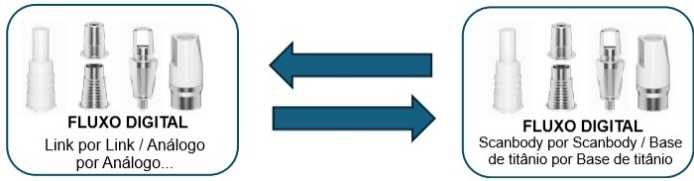 FLUXO DIGITAL
Link por Link / Análogo
por Análogo...
FLUXO DIGITAL
Scanbody por Scanbody / Base
de titânio por Base de titânio